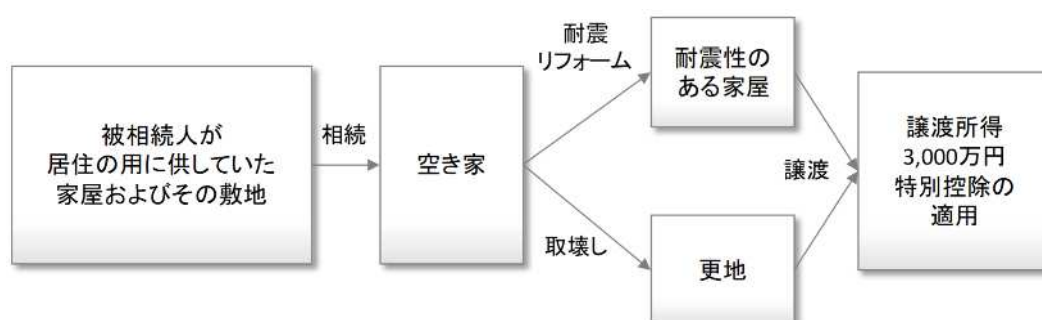 被相続人が
居住の用に供していた
家屋およびその敷地
相続
空き家
耐震
リフォーム
取壊し
耐震性の
ある家屋
更地
譲渡
譲渡所得
3,000万円
特別控除の
適用